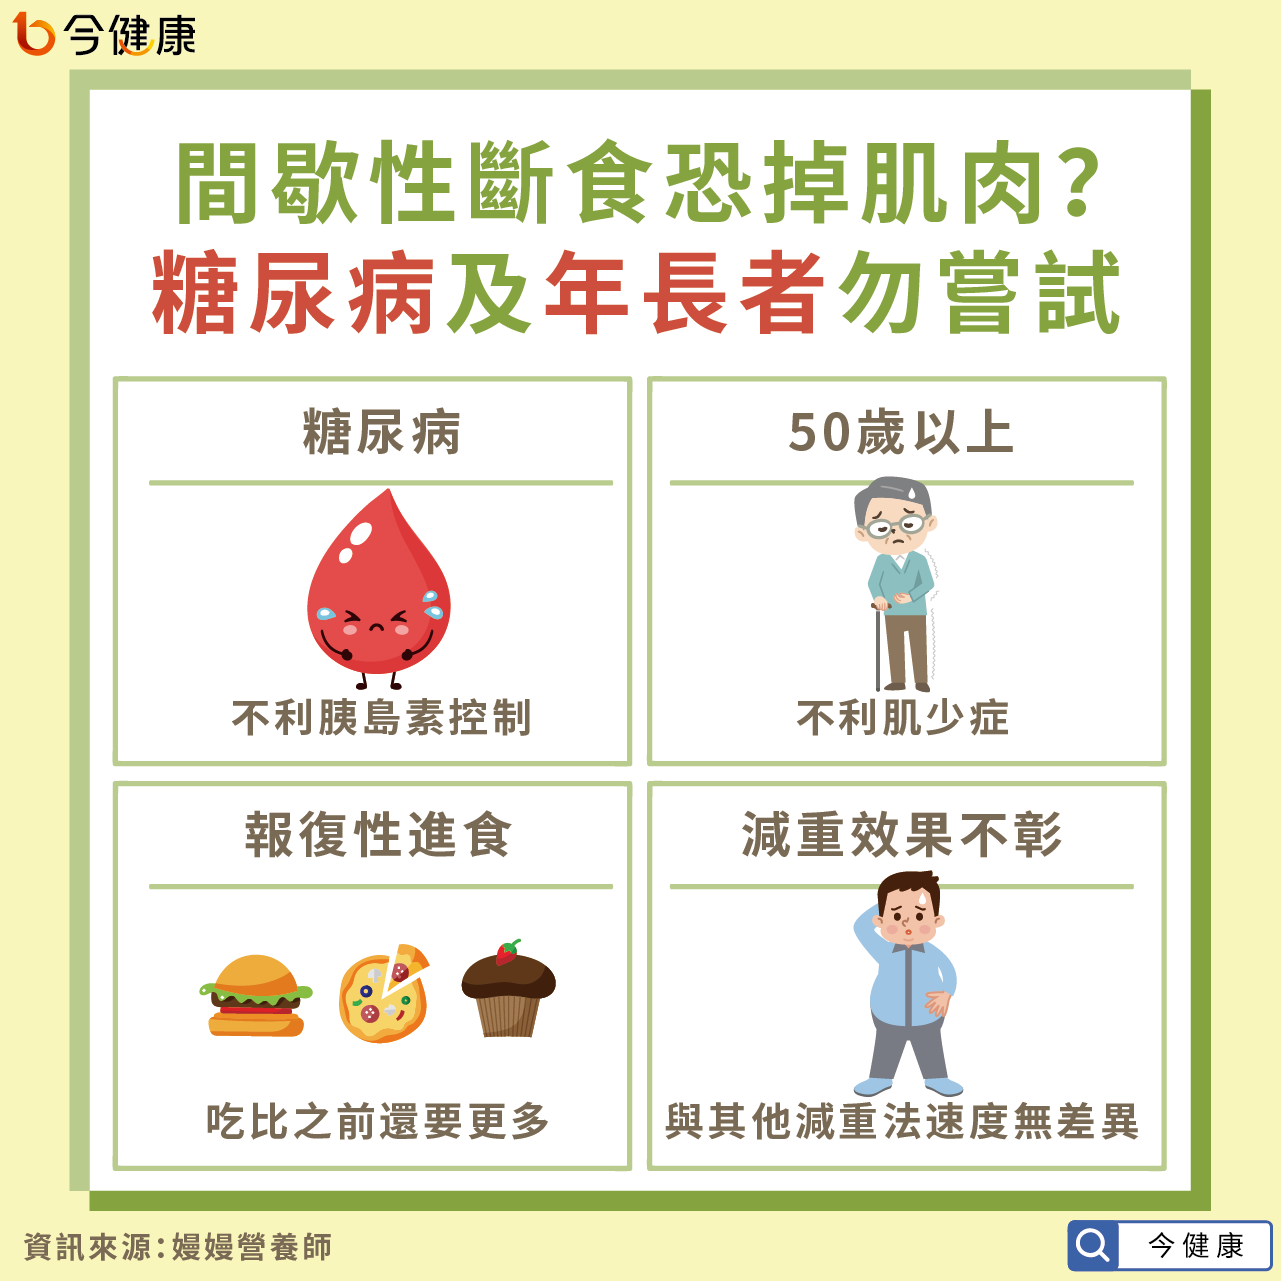 今健康
間歇性斷食恐掉肌肉？
糖尿病及年長者勿嘗試
糖尿病
不利胰島素控制
50歲以上
不利肌少症
報復性進食
吃比之前還要更多
減重效果不彰
與其他減重法速度無差異
資訊來源：嫚嫚營養師
今健康